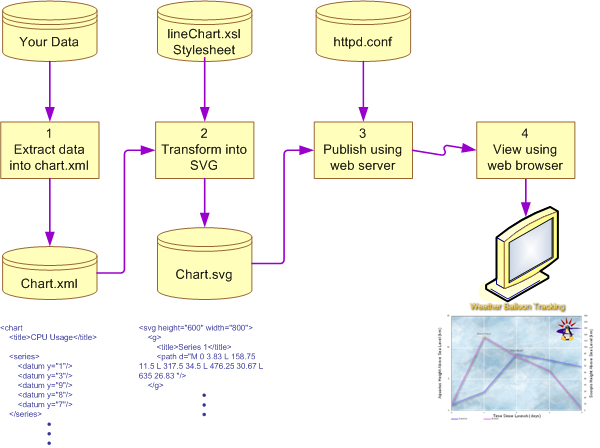 Your Data
lineChart.xsl
Stylesheet
httpd.conf
1
Extract data
into chart.xml
2
Transform into
SVG
3
Publish using
web server
4
View using
web browser
Chart.xml
Chart.svg
<chart
<title>CPU Usage</title>
<series>
<datum y="1"/>
<datum y="3"/>
<datum y="9"/>
<datum y="8"/>
<datum y="7"/>
</series>
<svg height="600" width="800">
<g>
<title>Series 1</title>
<path d="M 0 3.83 L 158.75
11.5 L 317.5 34.5 L 476.25 30.67 L
635 26.83 "/>
</g>
Weather Balloon Tracking
Time Since Launch (days)